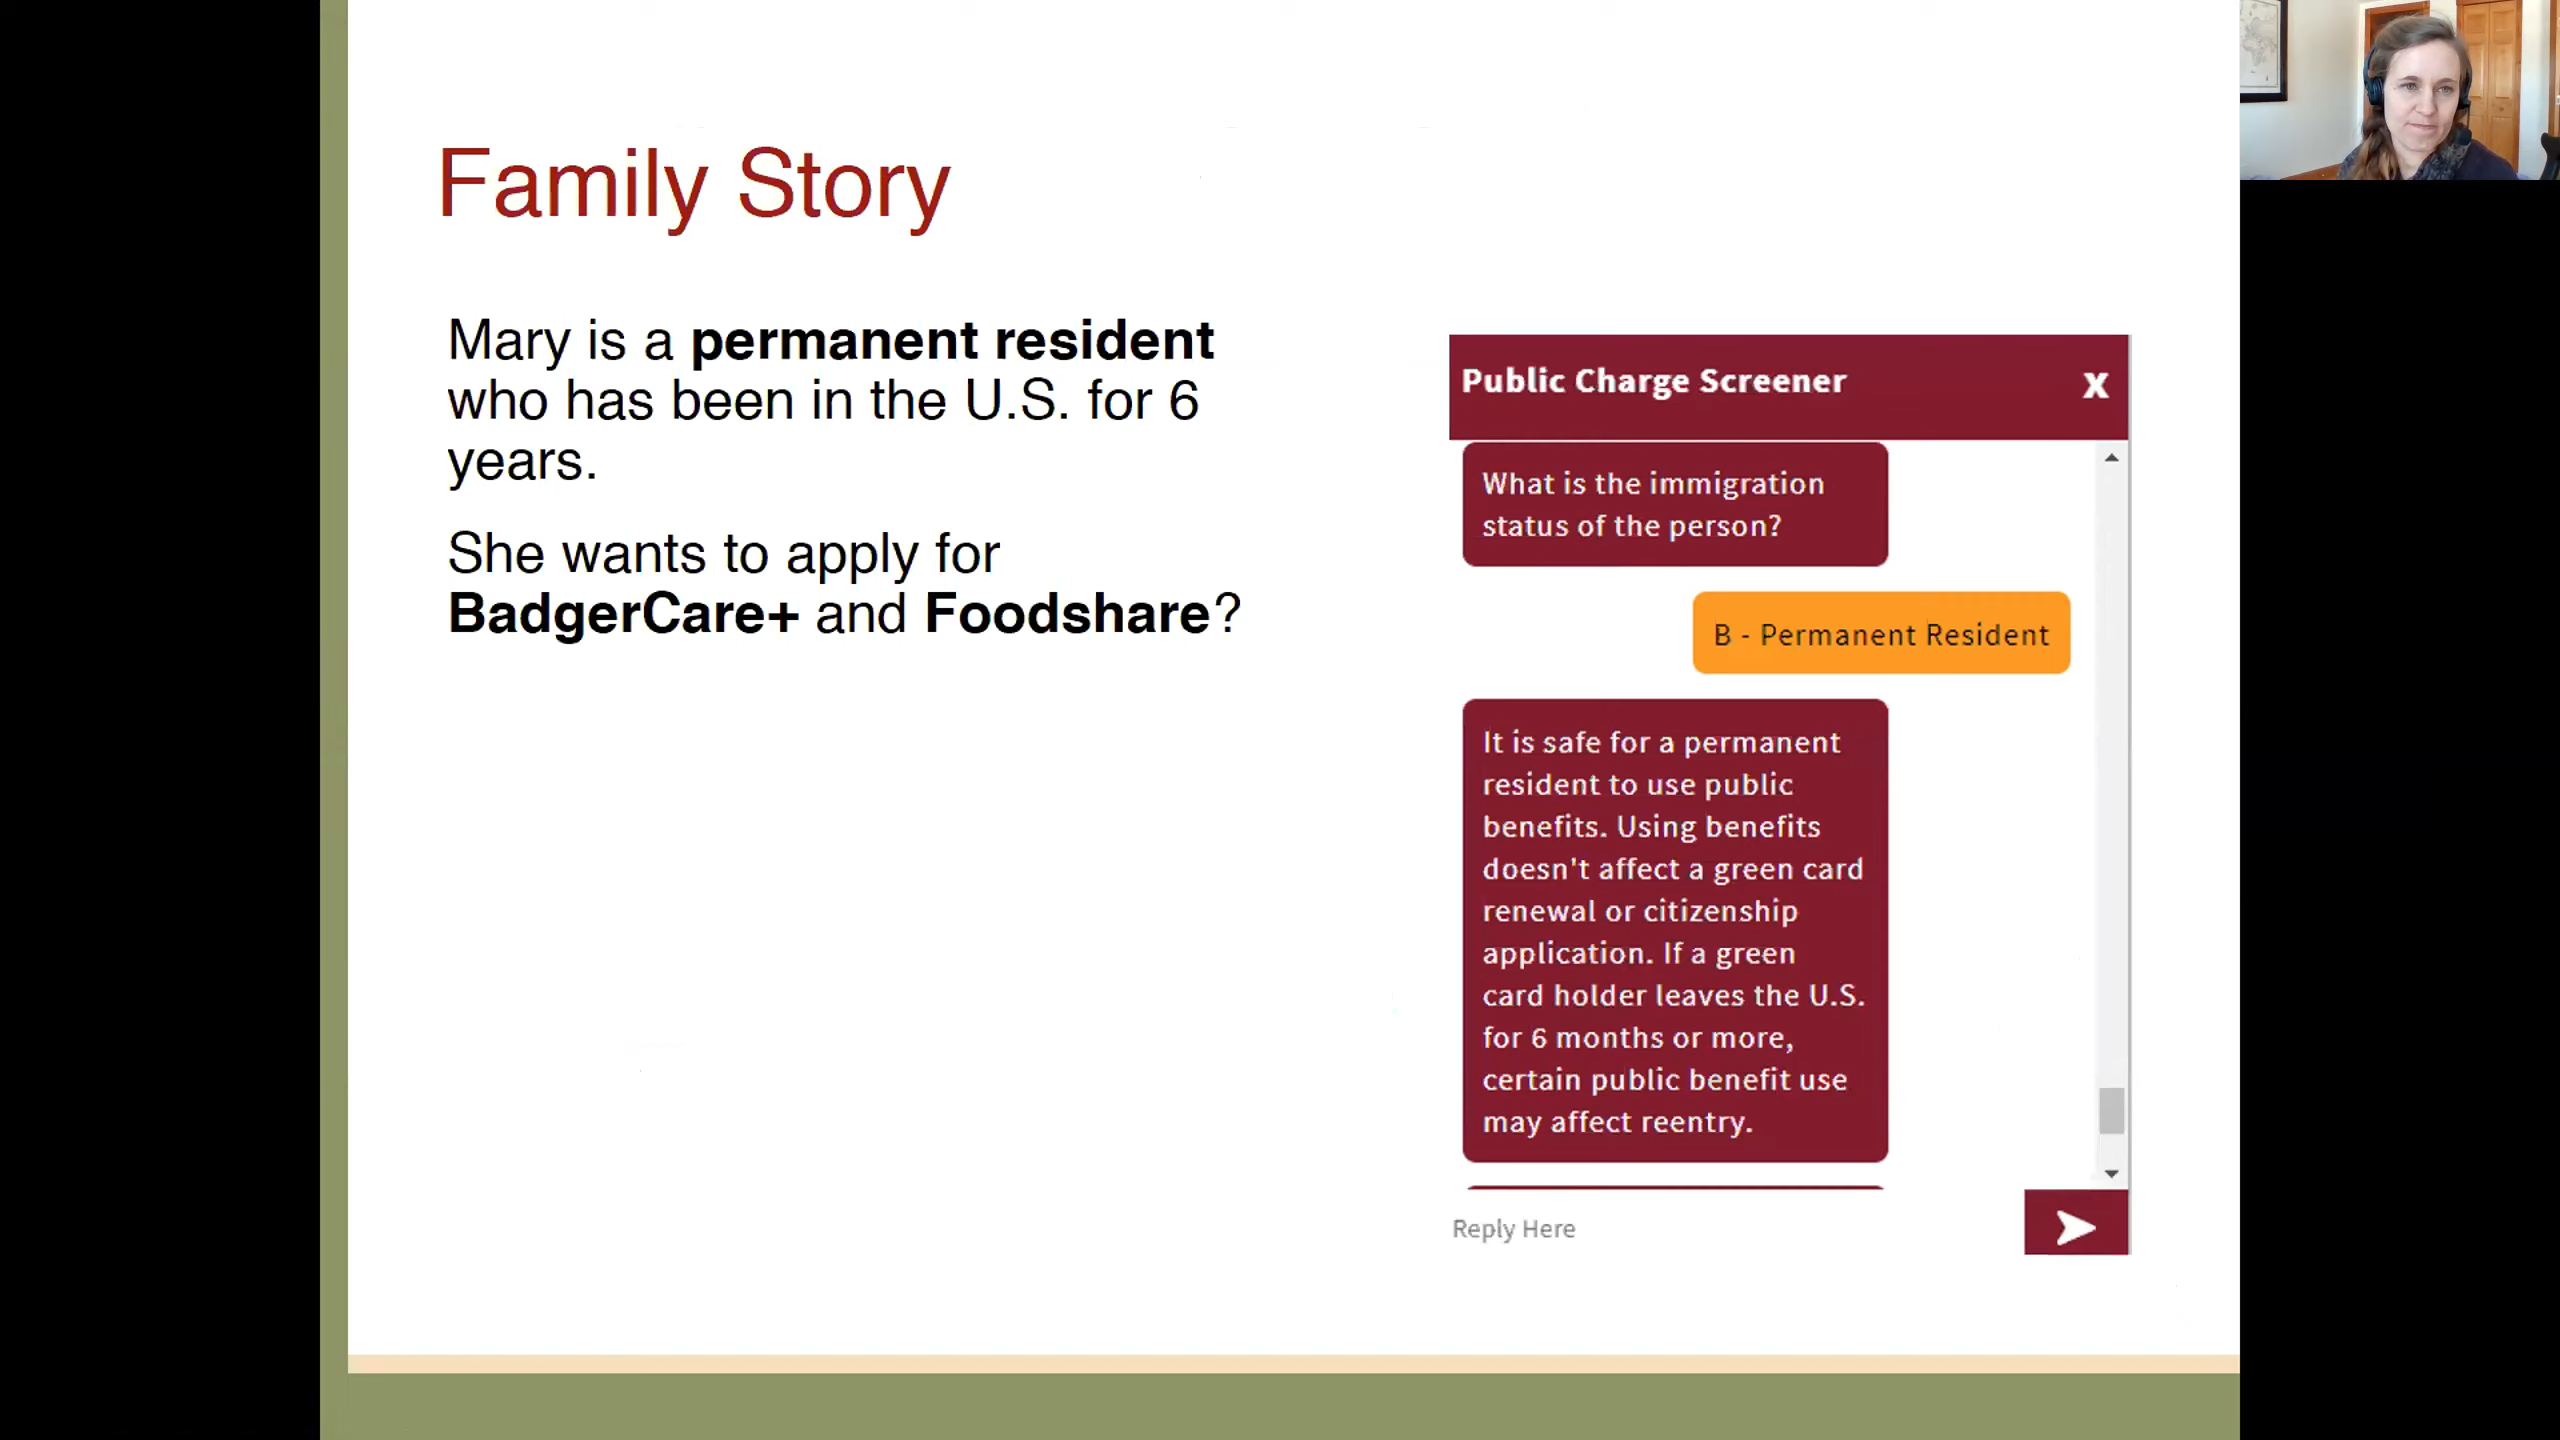 Family Story
Mary is a permanent resident
who has been in the U.S. for 6
years.
She wants to apply for
BadgerCare+ and Foodshare?
Public Charge Screener
X
What is the immigration
status of the person?
B - Permanent Resident
It is safe for a permanent
resident to use public
benefits. Using benefits
doesn't affect a green card
renewal or citizenship
application. If a green
card holder leaves the U.S.
for 6 months or more,
certain public benefit use
may affect reentry.
Reply Here